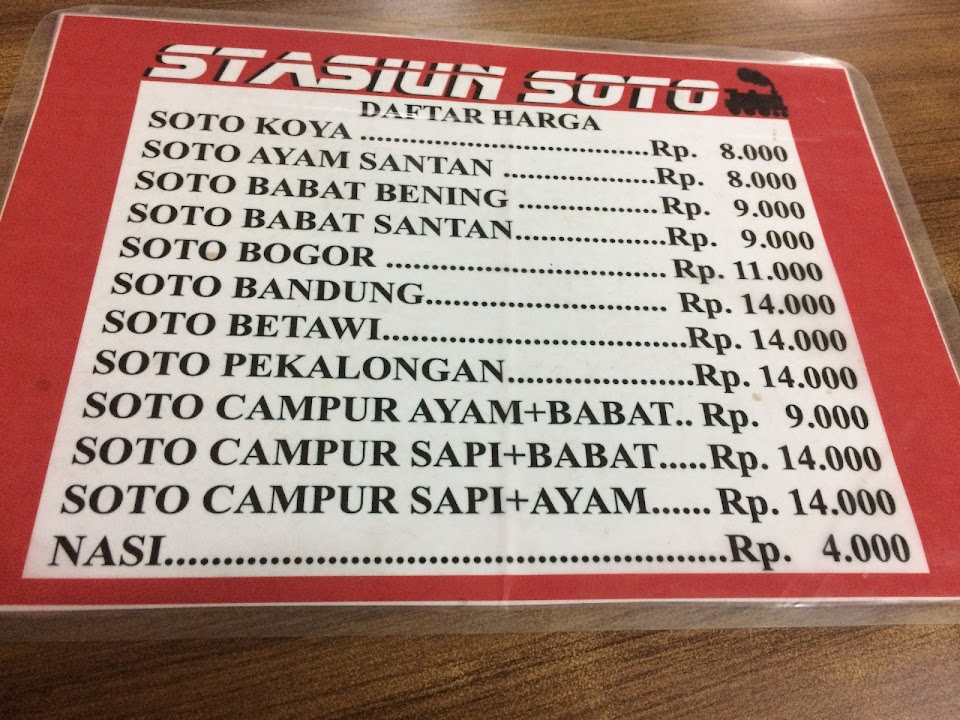 STASIUN SOTO
DAFTAR HARGA
SOTO KOYA ................................Rp. 8.000
SOTO AYAM SANTAN .................Rp. 8.000
SOTO BABAT BENING ................Rp. 9.000
SOTO BABAT SANTAN.................Rp. 9.000
SOTO BOGOR ............................... Rp. 11.000
SOTO BANDUNG.......................... Rp. 14.000
SOTO BETAWI................................Rp. 14.000
SOTO PEKALONGAN...................Rp. 14.000
SOTO CAMPUR AYAM+BABAT.. Rp. 9.000
SOTO CAMPUR SAPI+BABAT.....Rp. 14.000
SOTO CAMPUR SAPI+AYAM...... Rp. 14.000
NASI..................................................Rp. 4.000